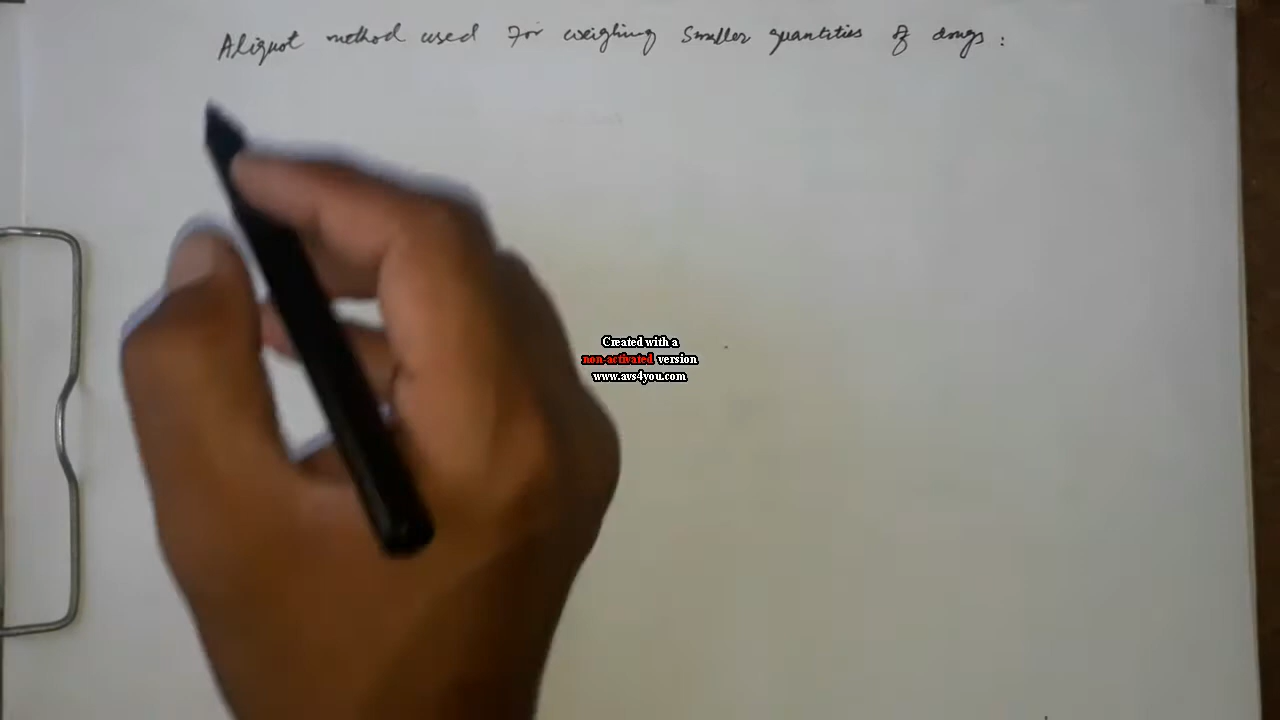 Aliquot method used for weighing smaller quantities of drugs :
Created with a
non-activated version
www.avs4you.com